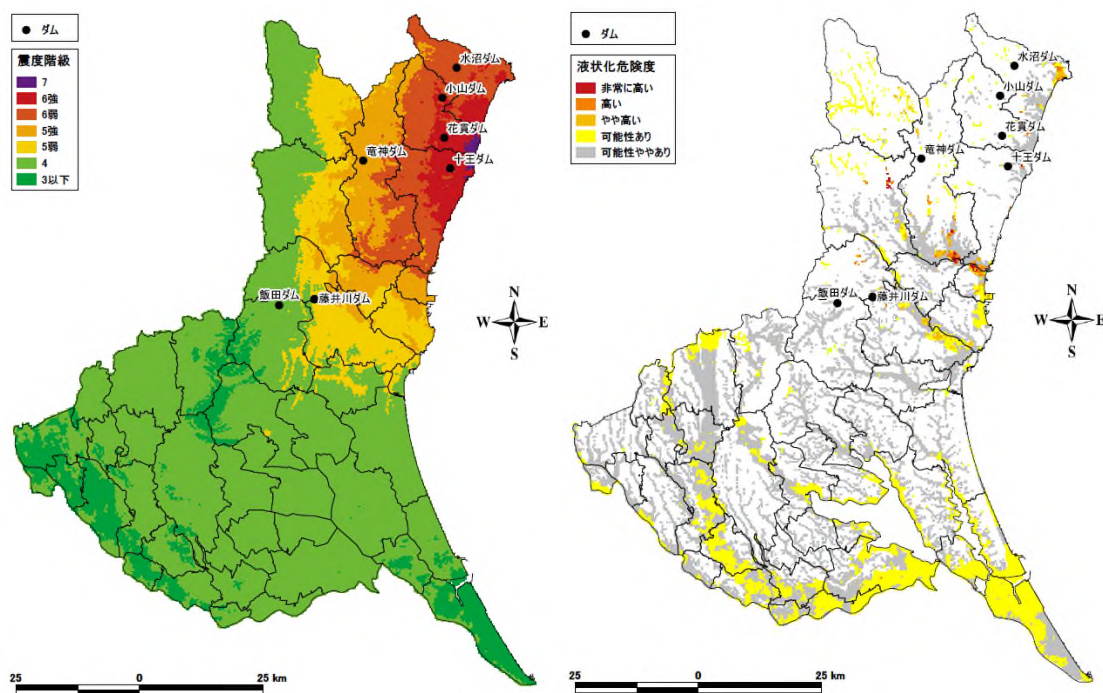 ダム
震度階級
7
6強
6弱
5強
5弱
4
3以下
水沼ダム
小山ダム
花貫ダム
竜神ダム
十王ダム
飯田ダム
藤井川ダム
N
W E
S
25 0 25 km
ダム
液状化危険度
非常に高い
高い
やや高い
可能性あり
可能性ややあり
水沼ダム
小山ダム
花貫ダム
竜神ダム
十王ダム
飯田ダム
藤井川ダム
N
W E
S
25 0 25 km